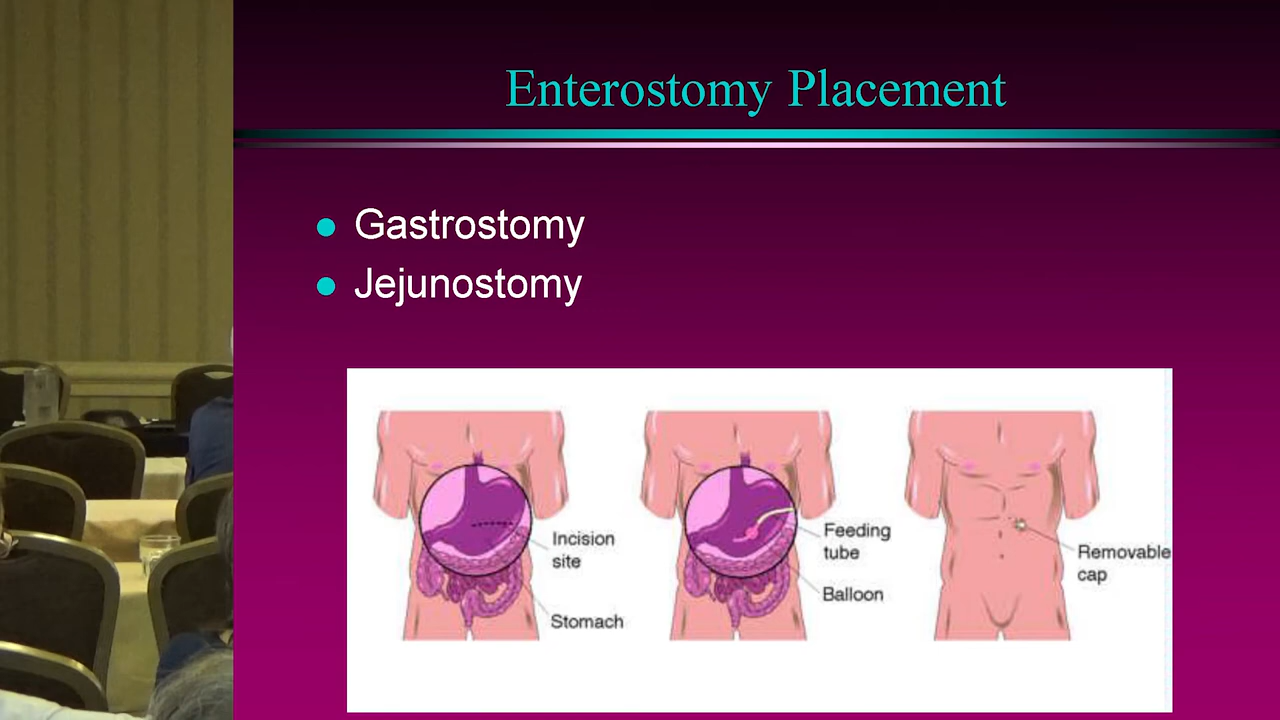 Enterostomy Placement
Gastrostomy
Jejunostomy
Incision
site
Stomach
Feeding
tube
Balloon
Removable
cap